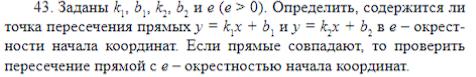 43. Заданы k₁, b₁, k₂, b₂ и e (e > 0). Определить, содержится ли
точка пересечения прямых y = k₁x + b₁ и y = k₂x + b₂ в e – окрест-
ности начала координат. Если прямые совпадают, то проверить
пересечение прямой с e – окрестностью начала координат.